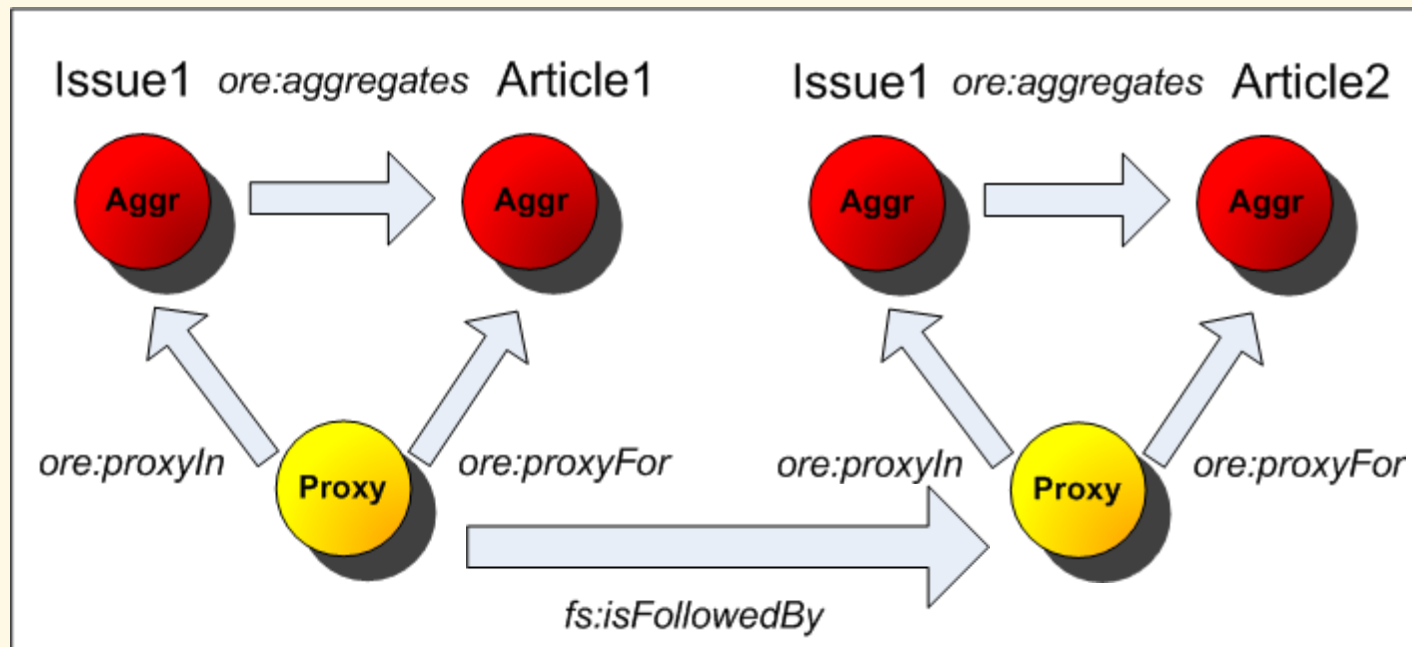 Issue1 ore:aggregates Article1 Issue1 ore:aggregates Article2
Aggr Aggr Aggr Aggr
ore:proxyIn ore:proxyFor ore:proxyIn ore:proxyFor
Proxy Proxy
fs:isFollowedBy